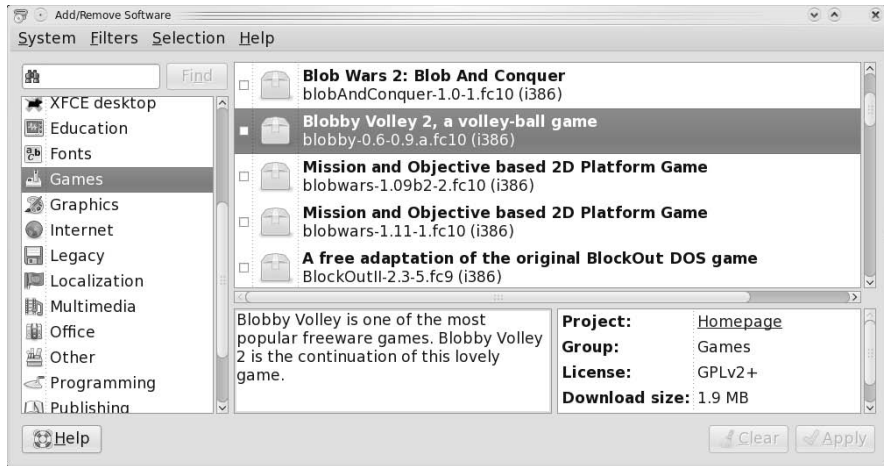 Add/Remove Software
System Filters Selection Help
Find
XFCE desktop
Education
Fonts
Games
Graphics
Internet
Legacy
Localization
Multimedia
Office
Other
Programming
Publishing
Blob Wars 2: Blob And Conquer
blobAndConquer-1.0-1.fc10 (i386)
Blobby Volley 2, a volley-ball game
blobby-0.6-0.9.a.fc10 (i386)
Mission and Objective based 2D Platform Game
blobwars-1.09b2-2.fc10 (i386)
Mission and Objective based 2D Platform Game
blobwars-1.11-1.fc10 (i386)
A free adaptation of the original BlockOut DOS game
BlockOutII-2.3-5.fc9 (i386)
Blobby Volley is one of the most
popular freeware games. Blobby Volley
2 is the continuation of this lovely
game.
Project: Homepage
Group: Games
License: GPLv2+
Download size: 1.9 MB
Help
Clear Apply